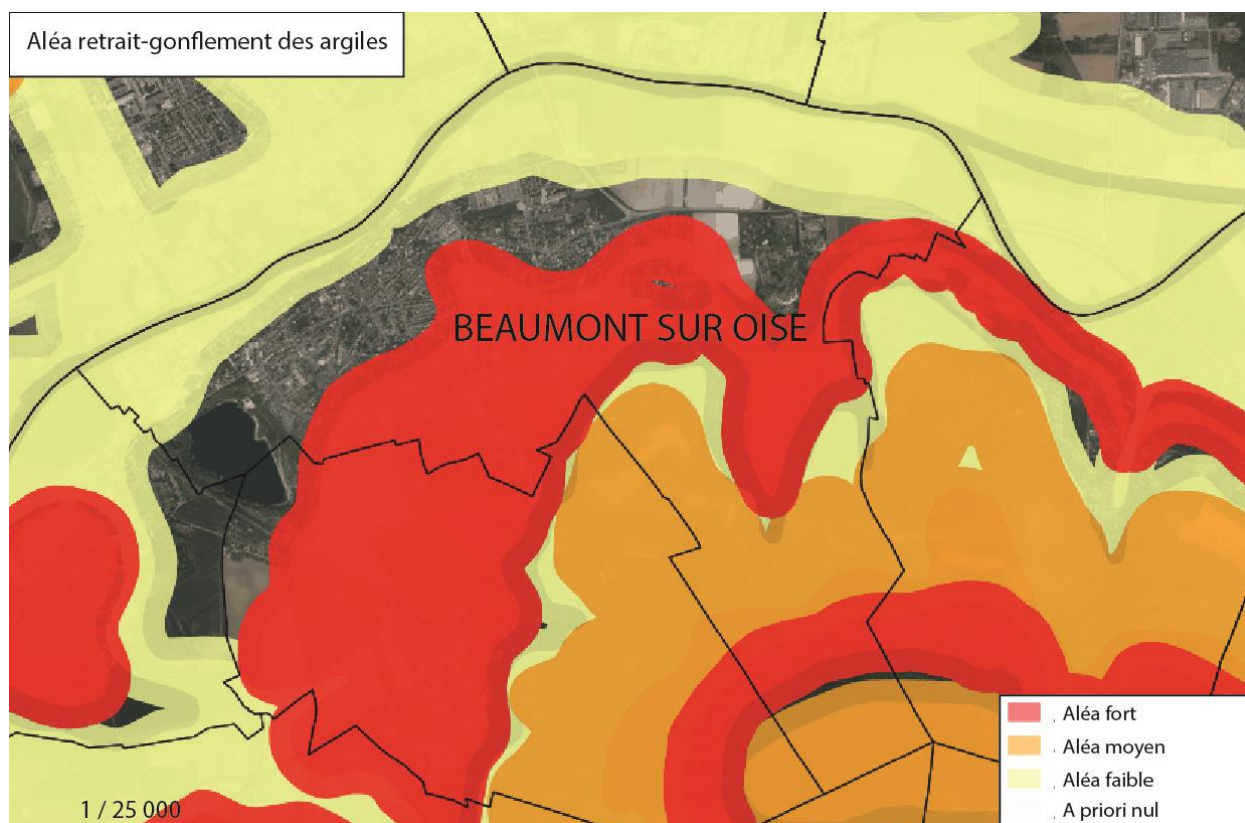 Aléa retrait-gonflement des argiles
BEAUMONT SUR OISE
Aléa fort
Aléa moyen
Aléa faible
A priori nul
1 / 25 000